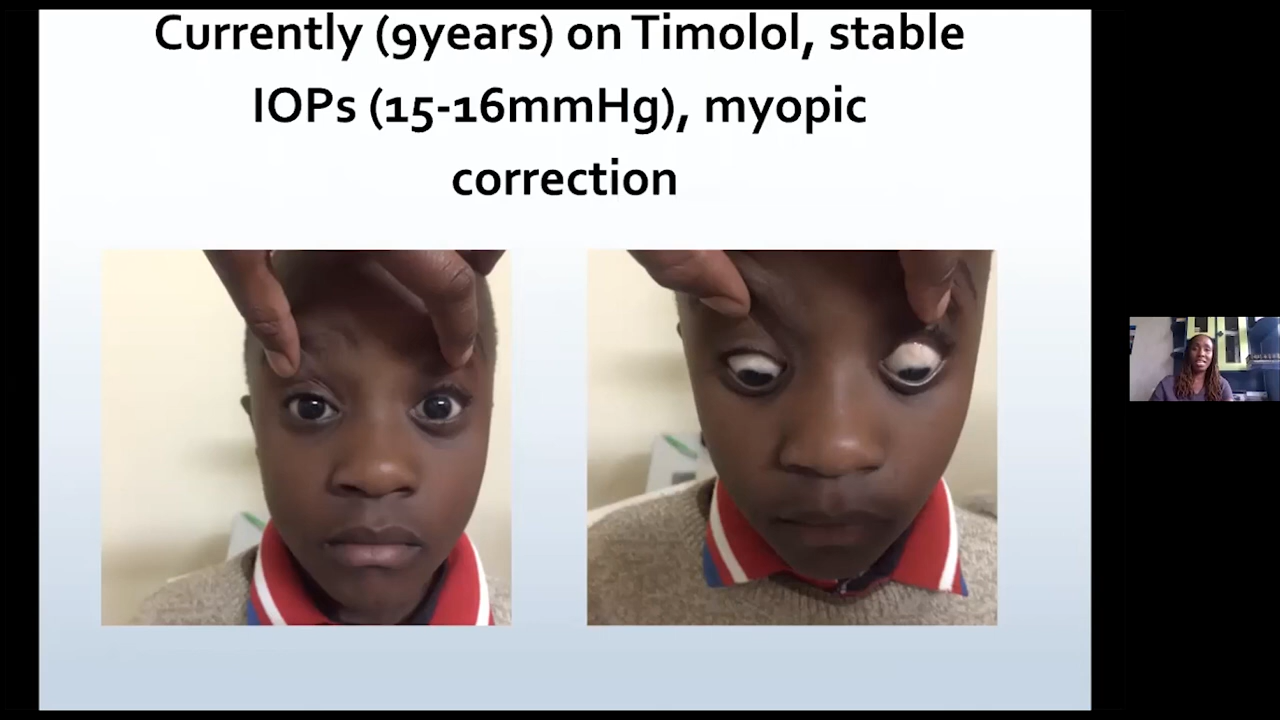 Currently (9years) on Timolol, stable
IOPs (15-16mmHg), myopic
correction